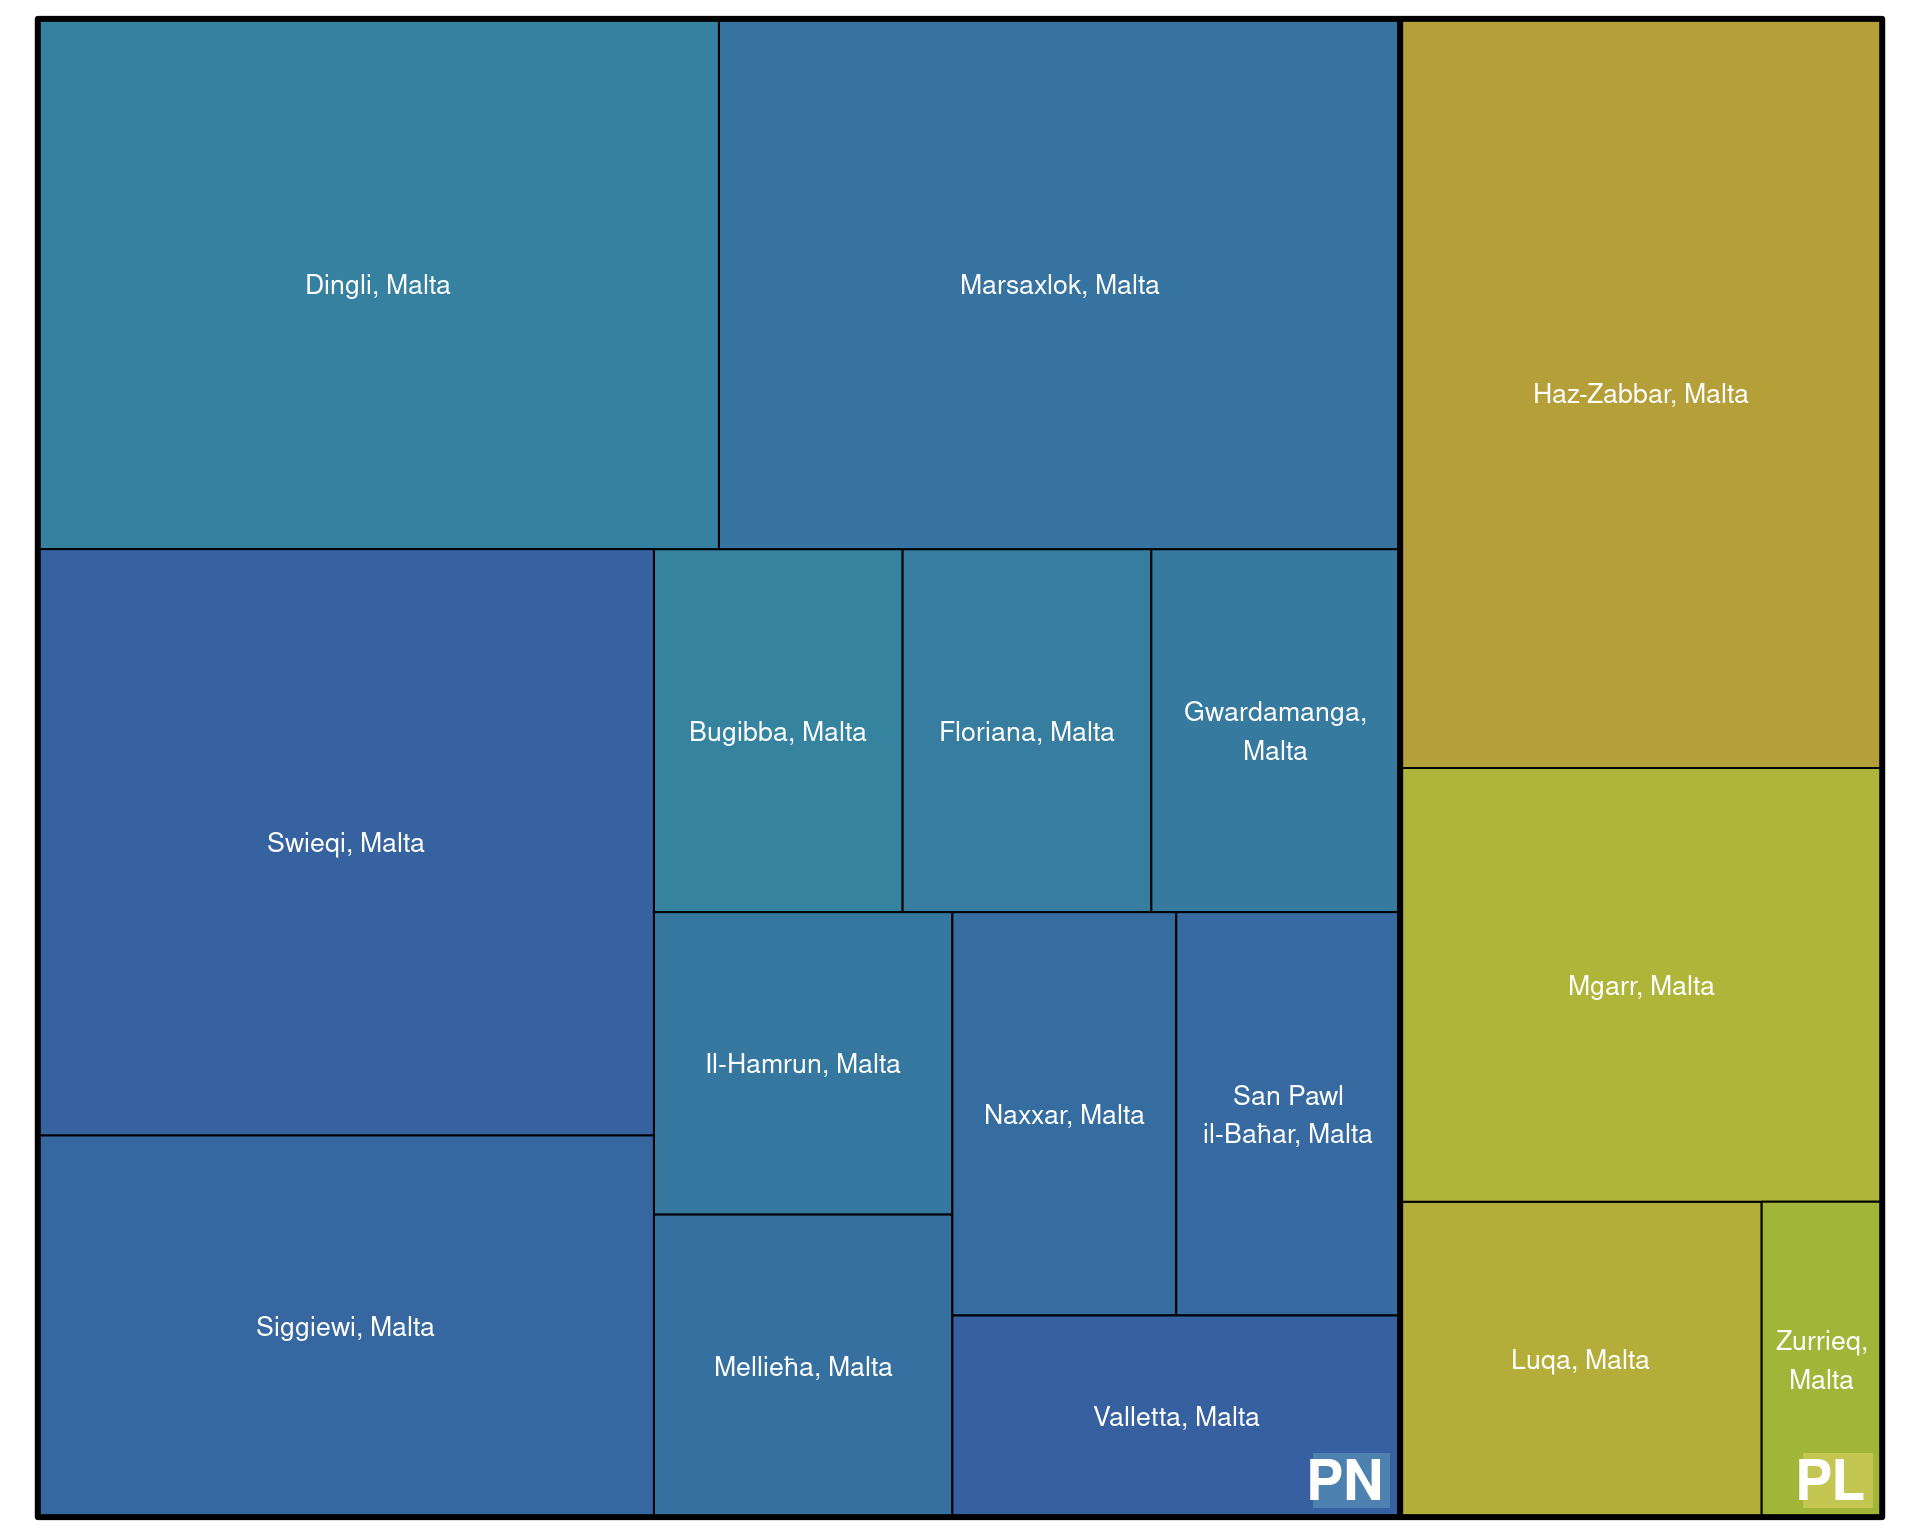 Dingli, Malta
Marsaxlok, Malta
Haz-Zabbar, Malta
Swieqi, Malta
Bugibba, Malta
Floriana, Malta
Gwardamanga,
Malta
Mgarr, Malta
Il-Hamrun, Malta
Naxxar, Malta
San Pawl
il-Baħar, Malta
Siggiewi, Malta
Mellieħa, Malta
Valletta, Malta
Luqa, Malta
Zurrieq,
Malta
PN
PL